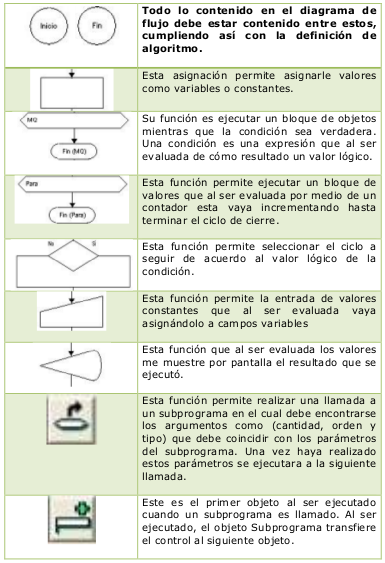 Inicio
Fin
Todo lo contenido en el diagrama de
flujo debe estar contenido entre estos,
cumpliendo así con la definición de
algoritmo.
Esta asignación permite asignarle valores
como variables o constantes.
MQ
Fin (MQ)
Su función es ejecutar un bloque de objetos
mientras que la condición sea verdadera.
Una condición es una expresión que al ser
evaluada de cómo resultado un valor lógico.
Para
Fin (Para)
Esta función permite ejecutar un bloque de
valores que al ser evaluada por medio de un
contador esta vaya incrementando hasta
terminar el ciclo de cierre.
No
Si
Esta función permite seleccionar el ciclo a
seguir de acuerdo al valor lógico de la
condición.
Esta función permite la entrada de valores
constantes que al ser evaluada vaya
asignándolo a campos variables
Esta función que al ser evaluada los valores
me muestre por pantalla el resultado que se
ejecutó.
Esta función permite realizar una llamada a
un subprograma en el cual debe encontrarse
los argumentos como (cantidad, orden y
tipo) que debe coincidir con los parámetros
del subprograma. Una vez haya realizado
estos parámetros se ejecutara a la siguiente
llamada.
Este es el primer objeto al ser ejecutado
cuando un subprograma es llamado. Al ser
ejecutado, el objeto Subprograma transfiere
el control al siguiente objeto.